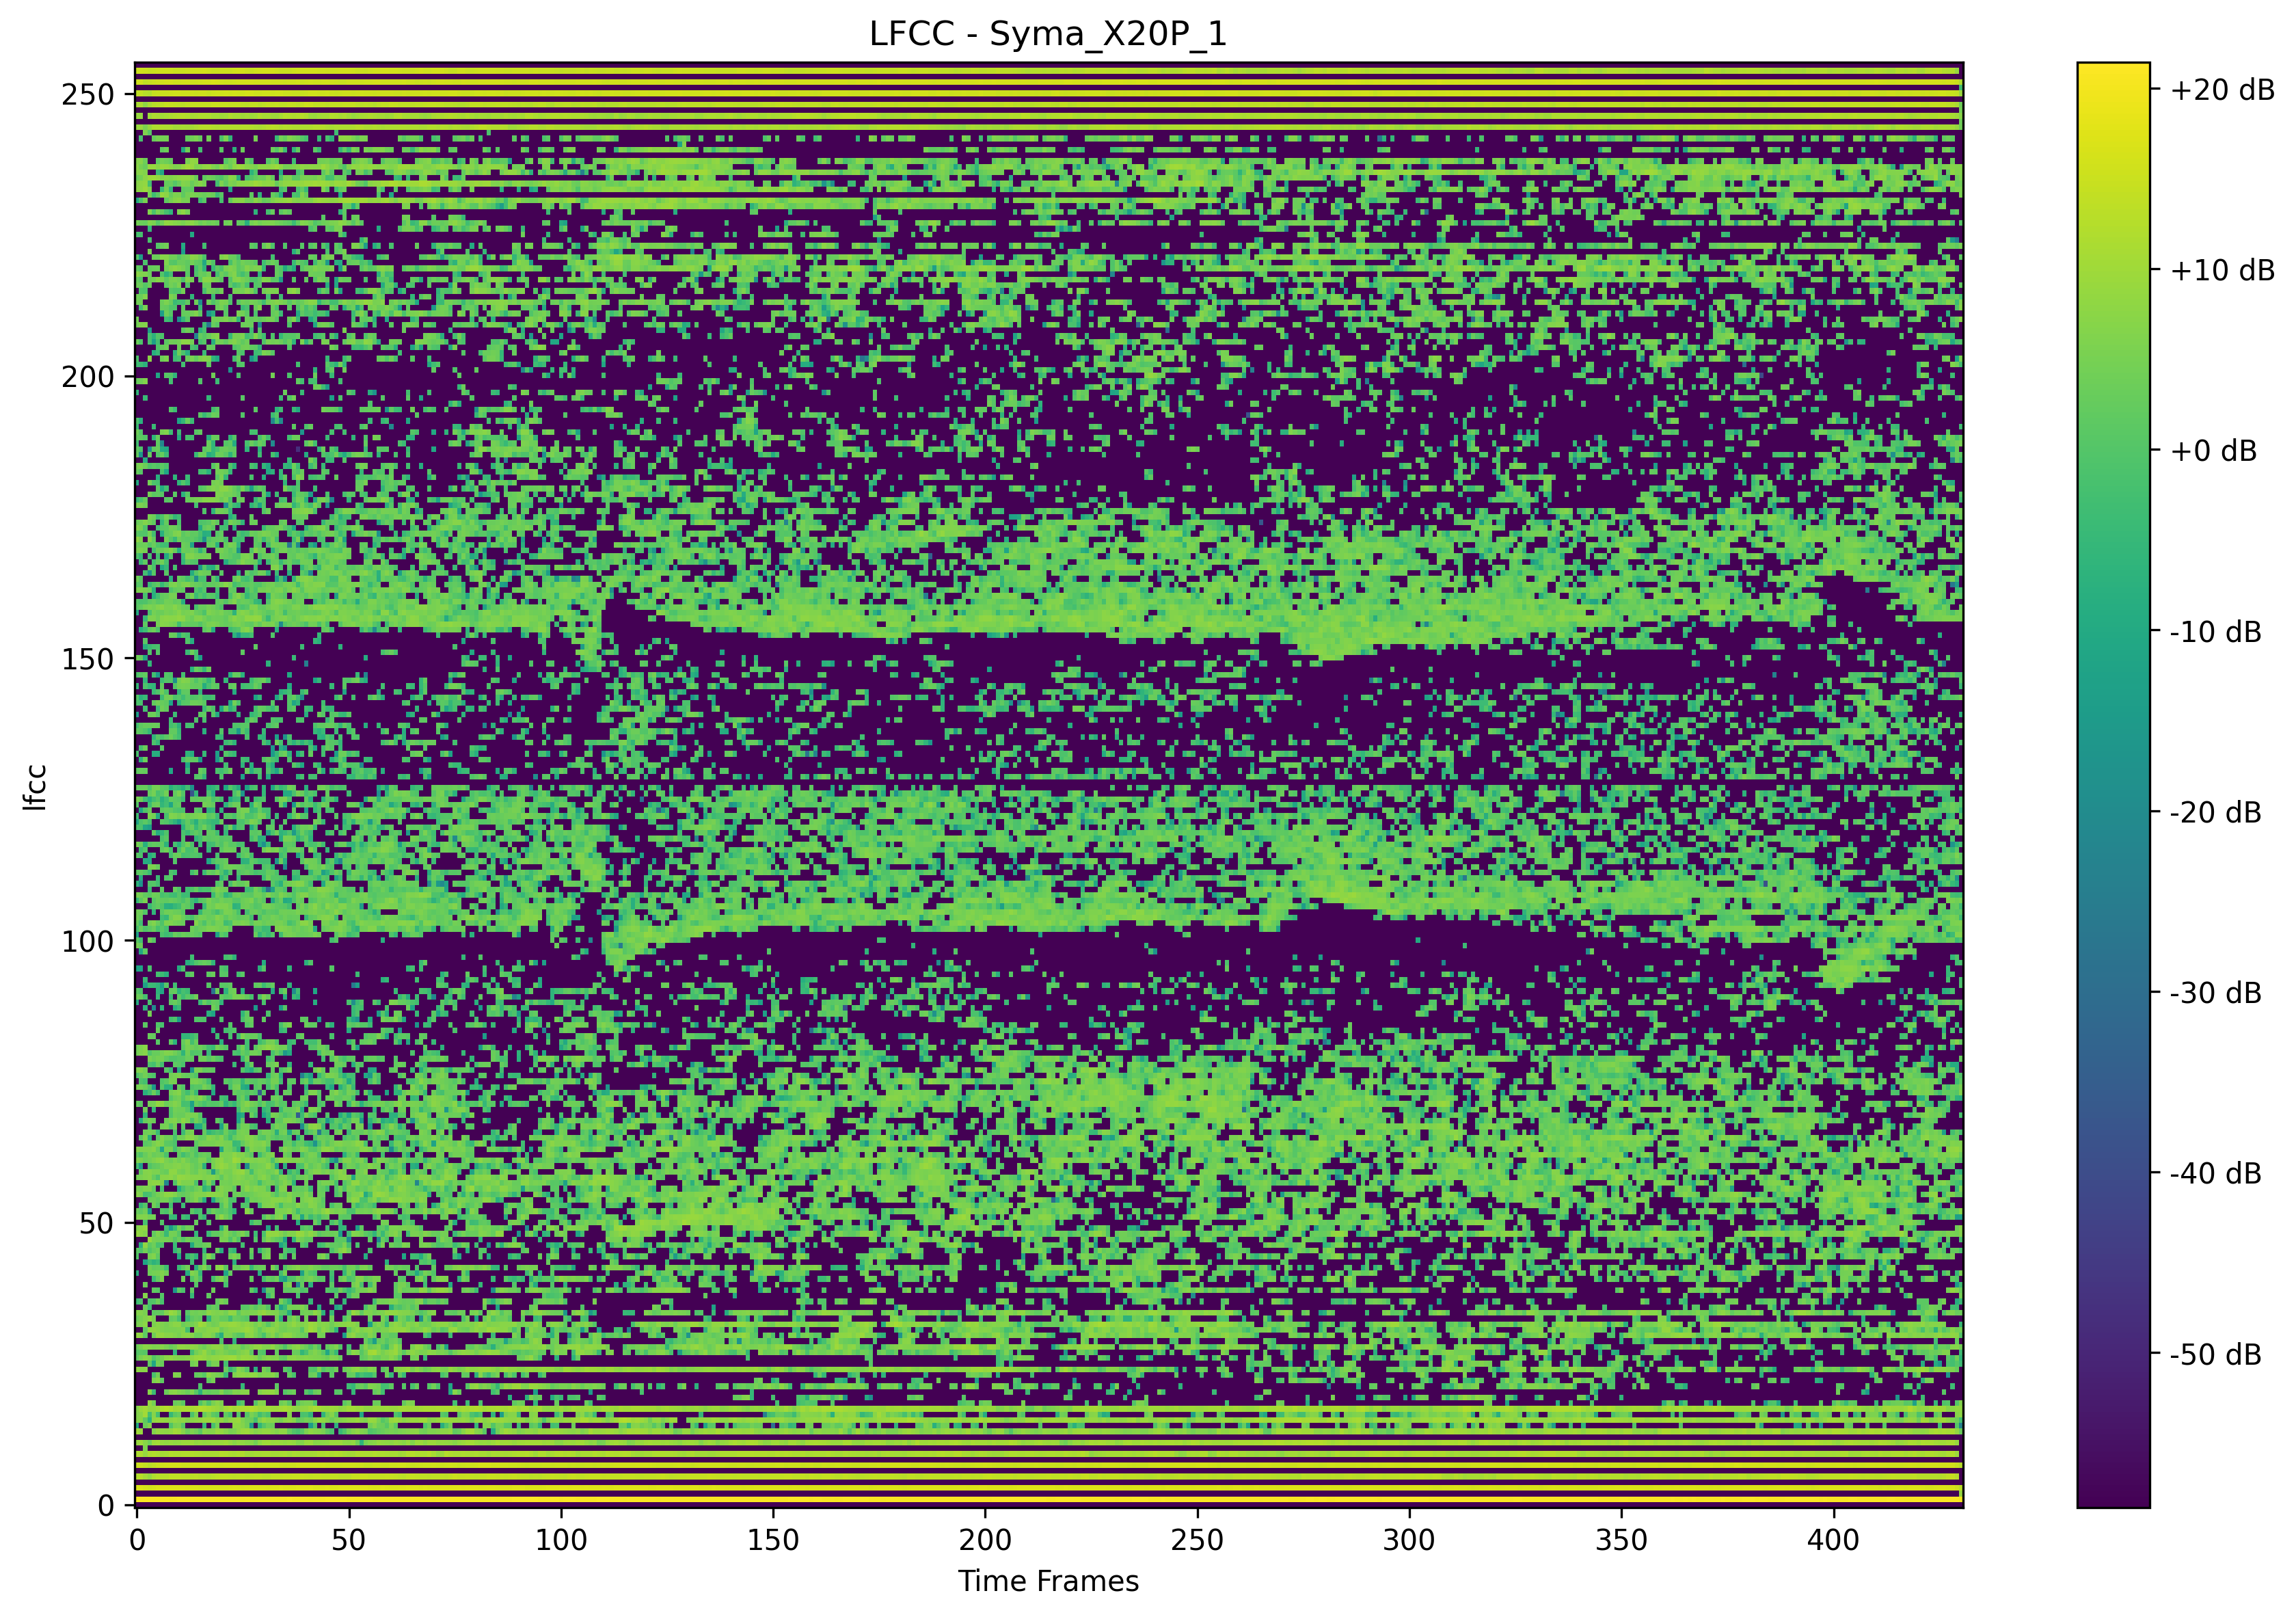 LFCC - Syma_X20P_1
250
200
150
100
50
0
lfcc
0 50 100 150 200 250 300 350 400
Time Frames
+20 dB
+10 dB
+0 dB
-10 dB
-20 dB
-30 dB
-40 dB
-50 dB